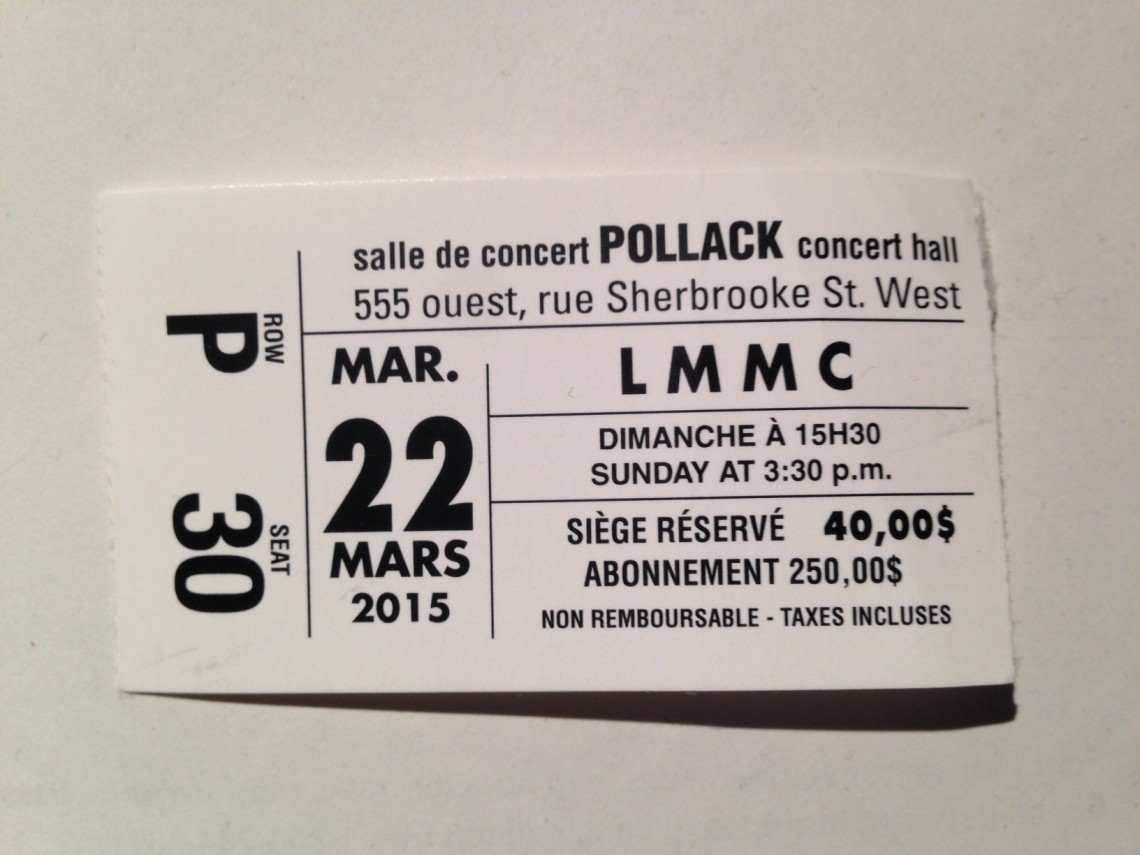 salle de concert POLLACK concert hall
555 ouest, rue Sherbrooke St. West
ROW
P
SEAT
30
MAR.
22
MARS
2015
L M M C
DIMANCHE À 15H30
SUNDAY AT 3:30 p.m.
SIÈGE RÉSERVÉ 40,00$
ABONNEMENT 250,00$
NON REMBOURSABLE - TAXES INCLUSES